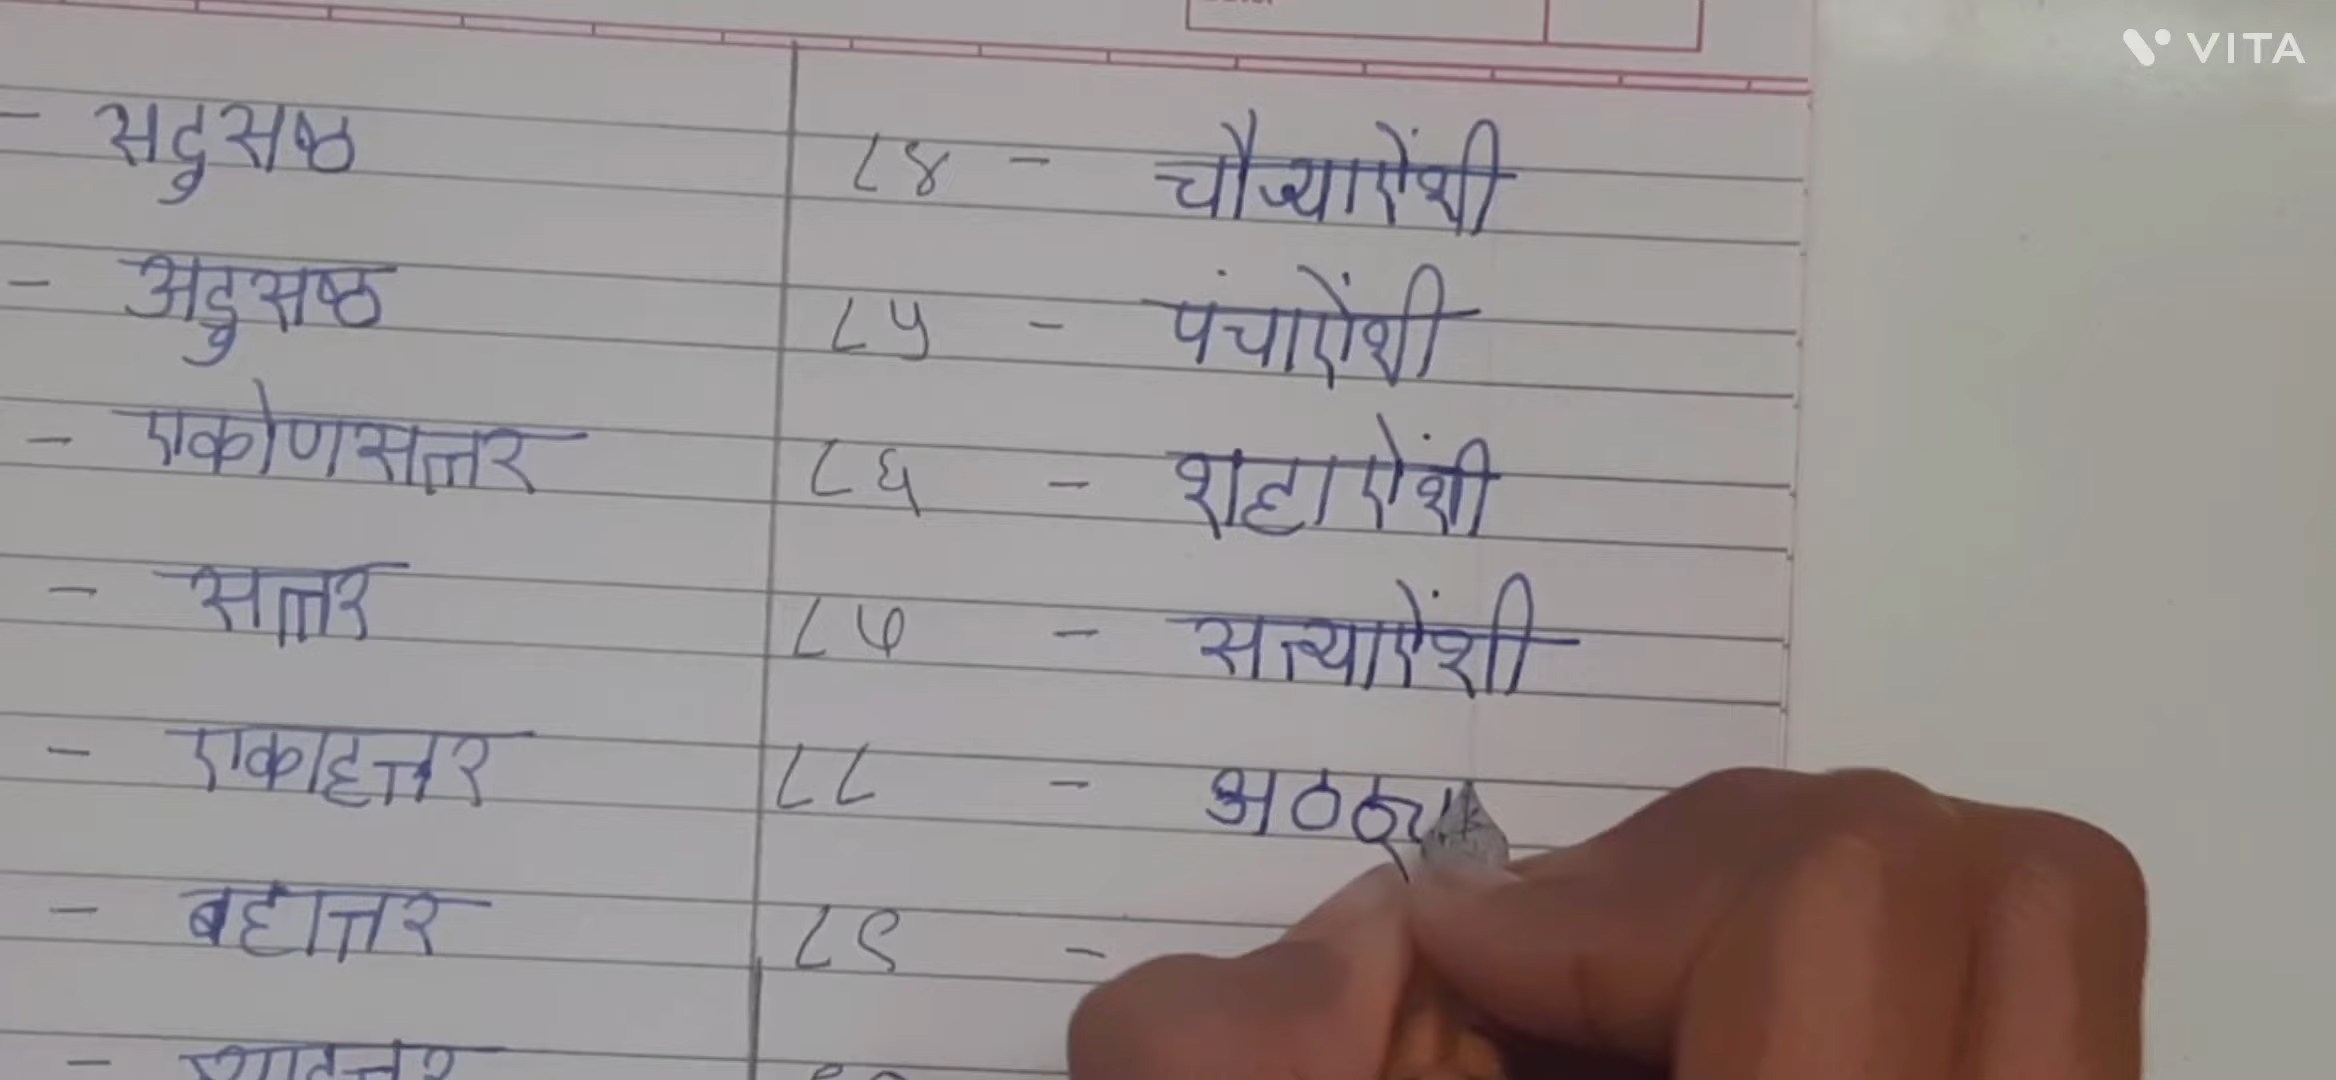 VITA
- सदुसष्ठ
८४ - चौज्याऐंशी
- अडुसष्ठ
८५ - पंचाऐंशी
- एकोणसत्तर
८६ - शहाऐंशी
- सत्तर
८७ - सत्याऐंशी
- एकाहत्तर
८८ -
- बहात्तर
८९ -